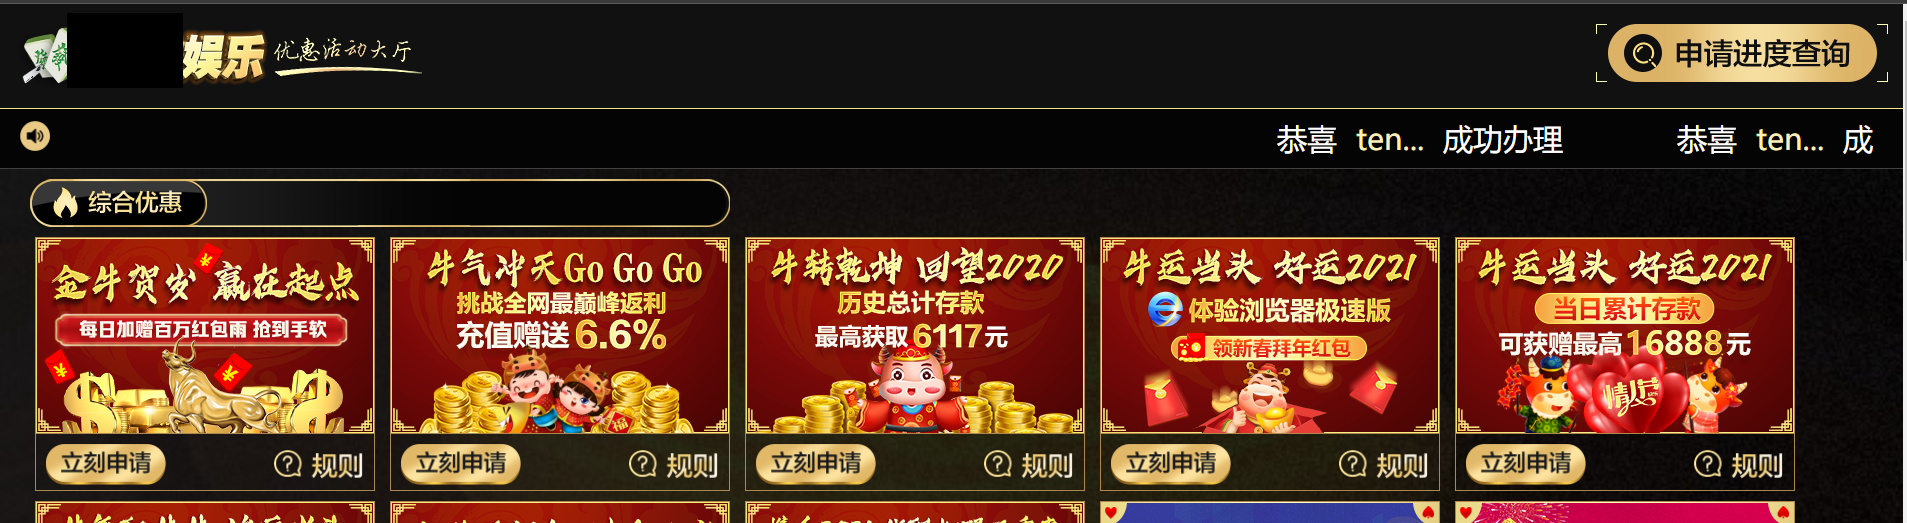 娱乐 优惠活动大厅
申请进度查询
恭喜 ten... 成功办理 恭喜 ten... 成
综合优惠
金牛贺岁 赢在起点
每日加赠百万红包雨 抢到手软
立刻申请 规则
牛气冲天Go Go Go
挑战全网最巅峰返利
充值赠送 6.6%
福
立刻申请 规则
牛转乾坤 回望2020
历史总计存款
最高获取6117元
立刻申请 规则
牛运当头 好运2021
体验浏览器极速版
领新春拜年红包
立刻申请 规则
牛运当头 好运2021
当日累计存款
可获赠最高16888元
情人节
立刻申请 规则